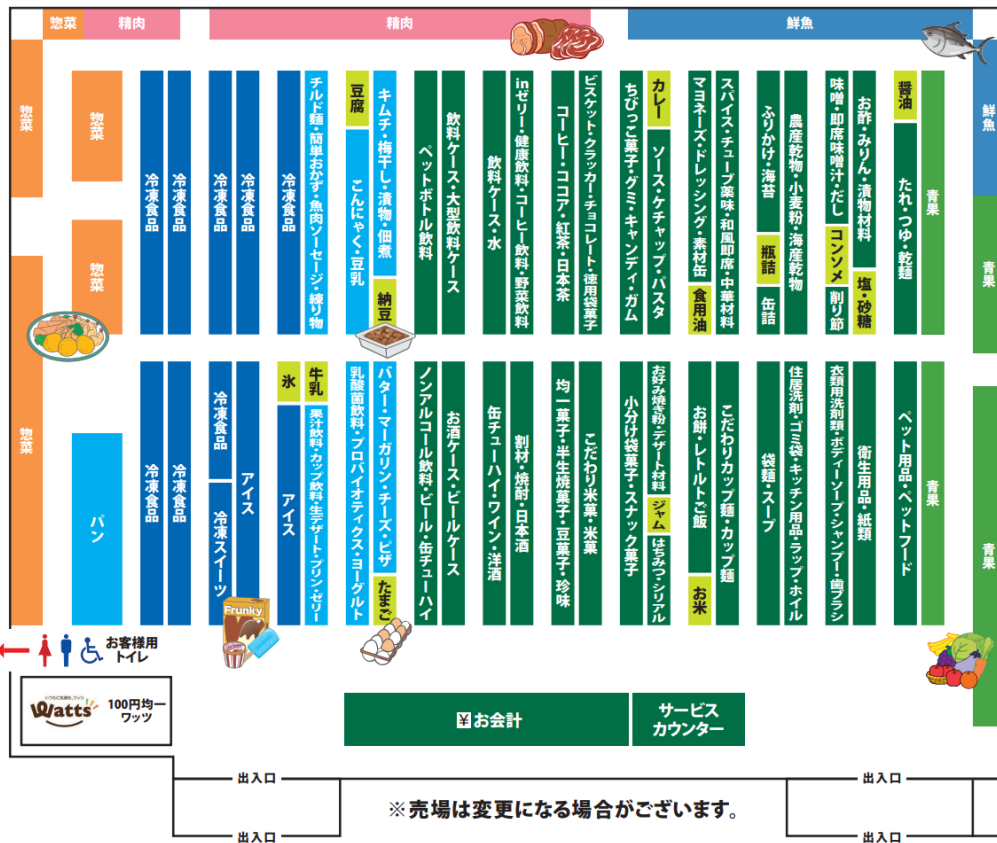 惣菜
精肉
精肉
鮮魚
惣菜
惣菜
惣菜
惣菜
パン
冷凍食品
冷凍食品
冷凍食品
冷凍食品
冷凍食品
チルド麺・簡単おかず・魚肉ソーセージ・練り物
豆腐
こんにゃく・豆乳
キムチ・梅干し・漬物・佃煮
納豆
ペットボトル飲料
飲料ケース・大型飲料ケース
飲料ケース・水
inゼリー・健康飲料・コーヒー飲料・野菜飲料
コーヒー・ココア・紅茶・日本茶
ビスケット・クラッカー・チョコレート・徳用袋菓子
ちびっこ菓子・グミ・キャンディ・ガム
カレー
ソース・ケチャップ・パスタ
マヨネーズ・ドレッシング・素材缶
食用油
スパイス・チューブ薬味・和風即席・中華材料
ふりかけ・海苔
瓶詰
缶詰
農産乾物・小麦粉・海産乾物
味噌・即席味噌汁・だし
コンソメ
削り節
お酢・みりん・漬物材料
塩・砂糖
醤油
たれ・つゆ・乾麺
青果
鮮魚
青果
冷凍食品
冷凍食品
冷凍食品
冷凍スイーツ
アイス
氷
アイス
牛乳
果汁飲料・カップ飲料・生デザート・プリン・ゼリー
乳酸菌飲料・プロバイオティクス・ヨーグルト
バター・マーガリン・チーズ・ピザ
たまご
ノンアルコール飲料・ビール・缶チューハイ
お酒ケース・ビールケース
缶チューハイ・ワイン・洋酒
割材・焼酎・日本酒
均一菓子・半生焼菓子・豆菓子・珍味
こだわり米菓・米菓
小分け袋菓子・スナック菓子
お好み焼き粉・デザート材料
ジャム
はちみつ・シリアル
お餅・レトルトご飯
お米
こだわりカップ麺・カップ麺
袋麺・スープ
住居洗剤・ゴミ袋・キッチン用品・ラップ・ホイル
衣類用洗剤類・ボディーソープ・シャンプー・歯ブラシ
衛生用品・紙類
ペット用品・ペットフード
青果
青果
Frunky
お客様用
トイレ
いつもに笑顔を、ワッツ
Watts
100円均一
ワッツ
¥お会計
サービス
カウンター
出入口
出入口
※売場は変更になる場合がございます。
出入口
出入口